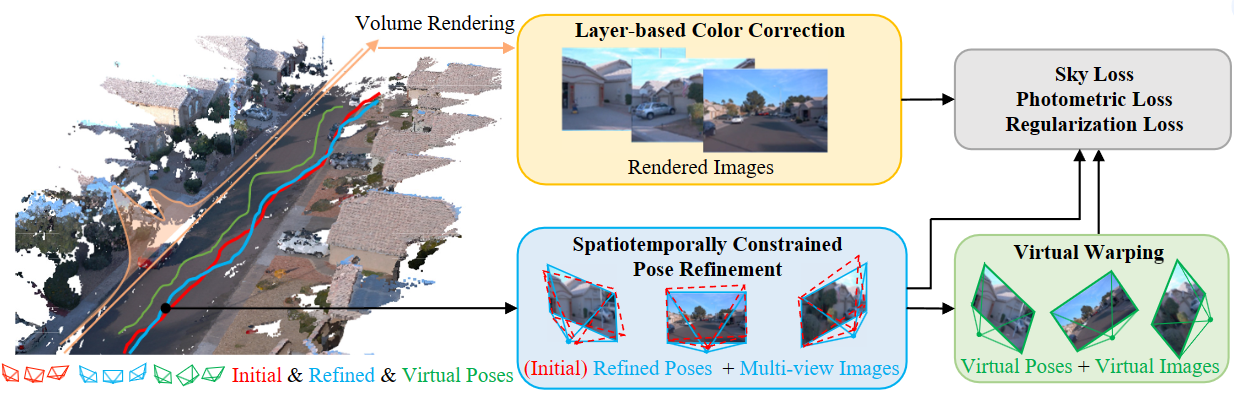 Volume Rendering
Layer-based Color Correction
Rendered Images
Sky Loss
Photometric Loss
Regularization Loss
Spatiotemporally Constrained
Pose Refinement
(Initial) Refined Poses + Multi-view Images
Virtual Warping
Virtual Poses + Virtual Images
Initial & Refined & Virtual Poses